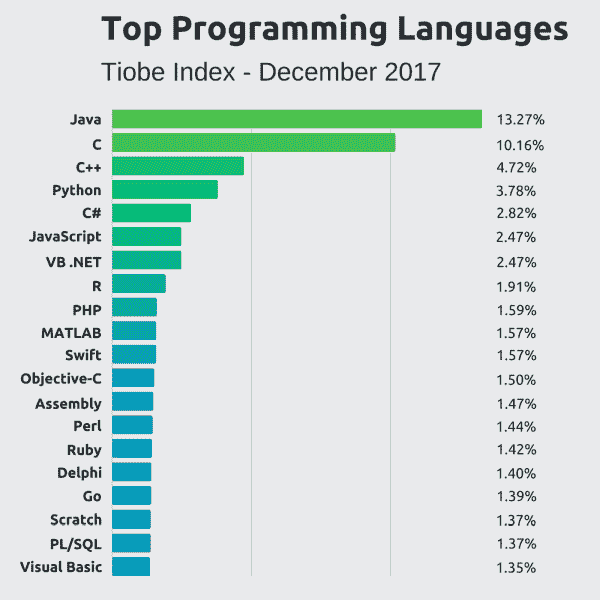 Top Programming Languages
Tiobe Index - December 2017
Java 13.27%
C 10.16%
C++ 4.72%
Python 3.78%
C# 2.82%
JavaScript 2.47%
VB .NET 2.47%
R 1.91%
PHP 1.59%
MATLAB 1.57%
Swift 1.57%
Objective-C 1.50%
Assembly 1.47%
Perl 1.44%
Ruby 1.42%
Delphi 1.40%
Go 1.39%
Scratch 1.37%
PL/SQL 1.37%
Visual Basic 1.35%